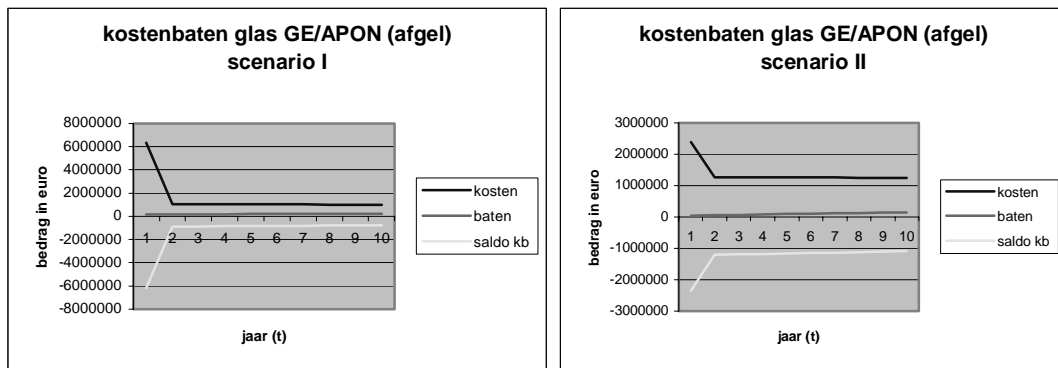 kostenbaten glas GE/APON (afgel)
scenario I
8000000
6000000
4000000
2000000
0
-2000000
-4000000
-6000000
-8000000
1 2 3 4 5 6 7 8 9 10
bedrag in euro
jaar (t)
kosten
baten
saldo kb
kostenbaten glas GE/APON (afgel)
scenario II
3000000
2000000
1000000
0
-1000000
-2000000
-3000000
1 2 3 4 5 6 7 8 9 10
bedrag in euro
jaar (t)
kosten
baten
saldo kb